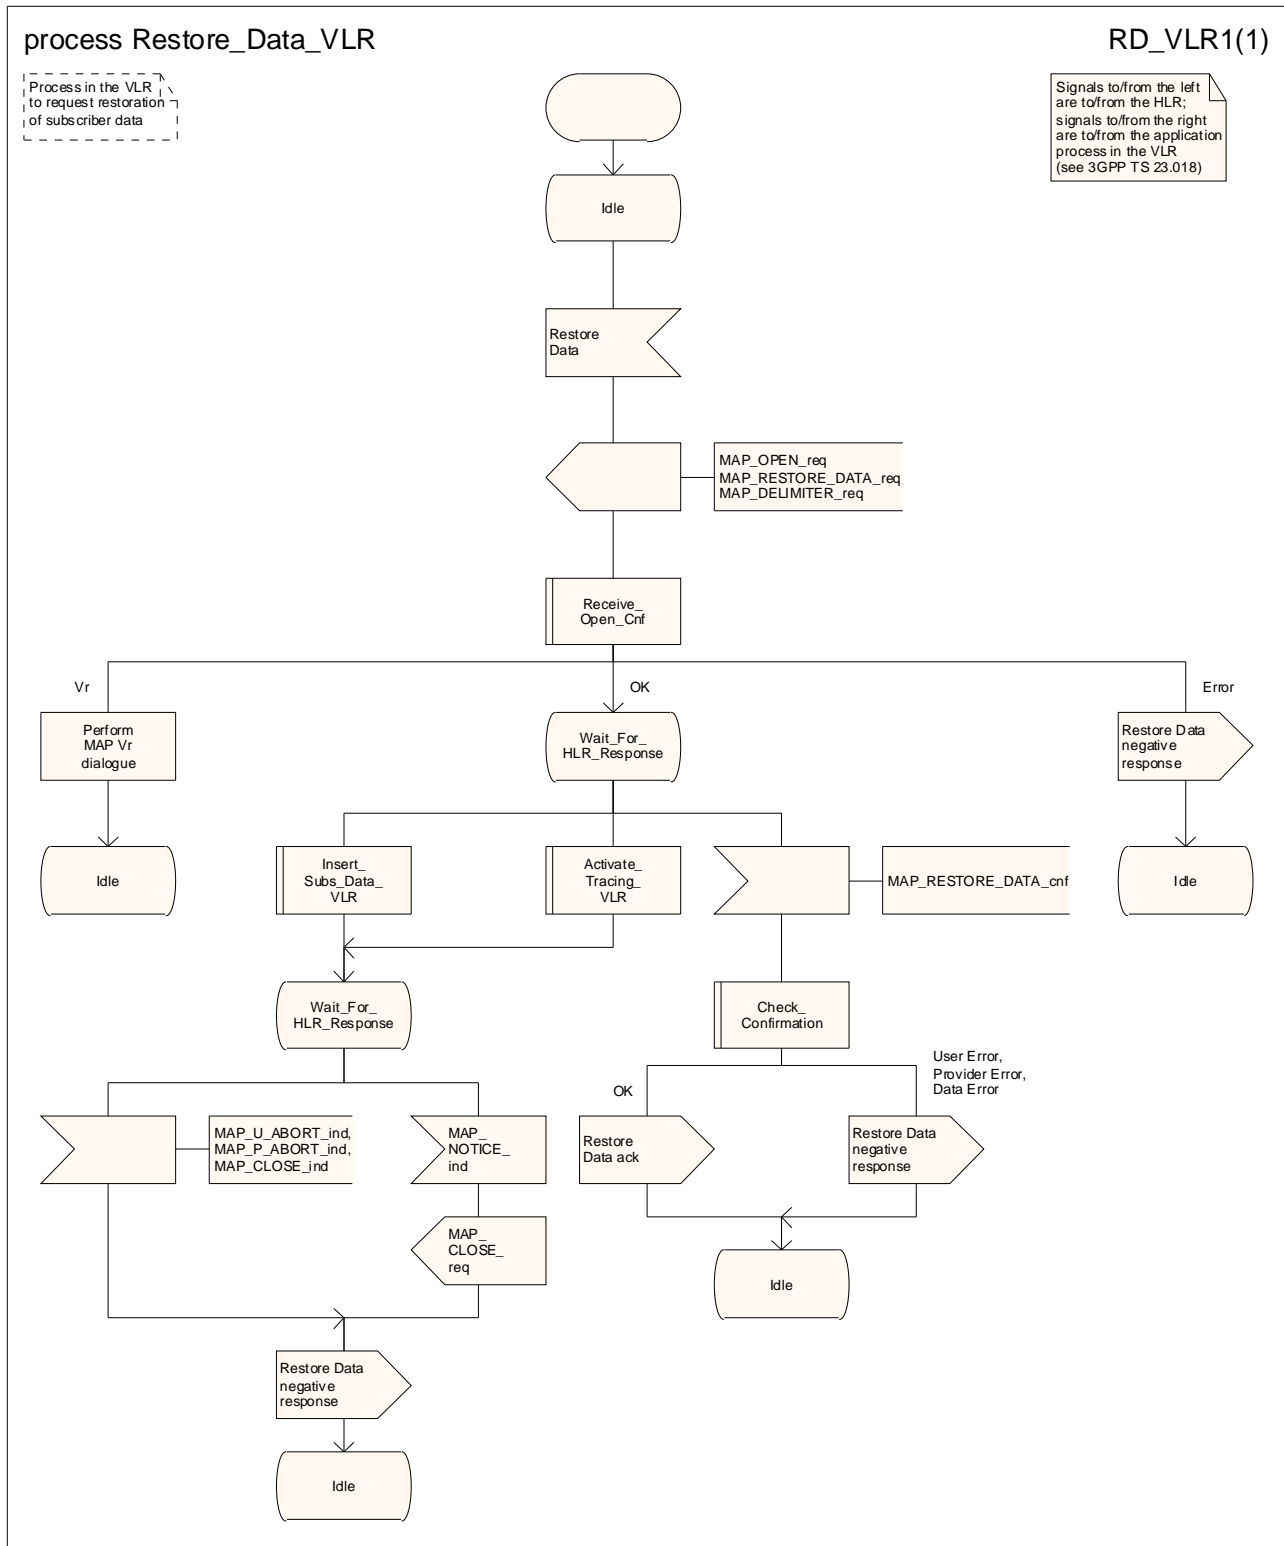 process Restore_Data_VLR
RD_VLR1(1)
Process in the VLR
to request restoration
of subscriber data
Signals to/from the left
are to/from the HLR;
signals to/from the right
are to/from the application
process in the VLR
(see 3GPP TS 23.018)
Idle
Restore
Data
MAP_OPEN_req
MAP_RESTORE_DATA_req
MAP_DELIMITER_req
Receive_
Open_Cnf
Vr
OK
Error
Perform
MAP Vr
dialogue
Wait_For_
HLR_Response
Restore Data
negative
response
Idle
Insert_
Subs_Data_
VLR
Activate_
Tracing_
VLR
MAP_RESTORE_DATA_cnf
Idle
Wait_For_
HLR_Response
Check_
Confirmation
OK
User Error,
Provider Error,
Data Error
MAP_U_ABORT_ind,
MAP_P_ABORT_ind,
MAP_CLOSE_ind
MAP_
NOTICE_
ind
Restore
Data ack
Restore Data
negative
response
MAP_
CLOSE_
req
Idle
Restore Data
negative
response
Idle